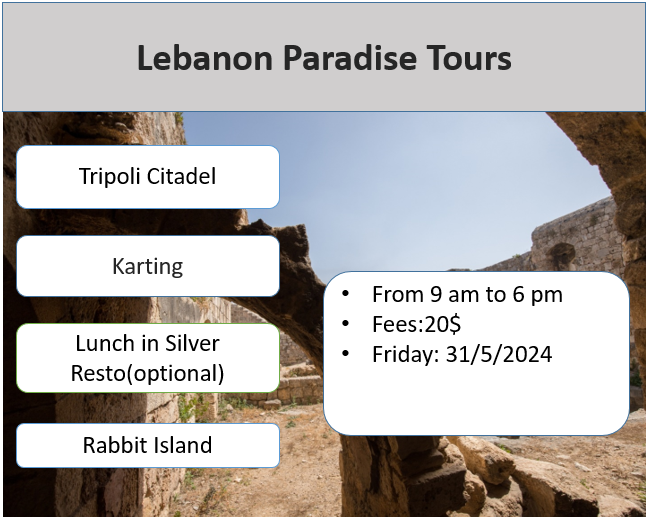 Lebanon Paradise Tours
Tripoli Citadel
Karting
Lunch in Silver
Resto(optional)
Rabbit Island
• From 9 am to 6 pm
• Fees:20$
• Friday: 31/5/2024